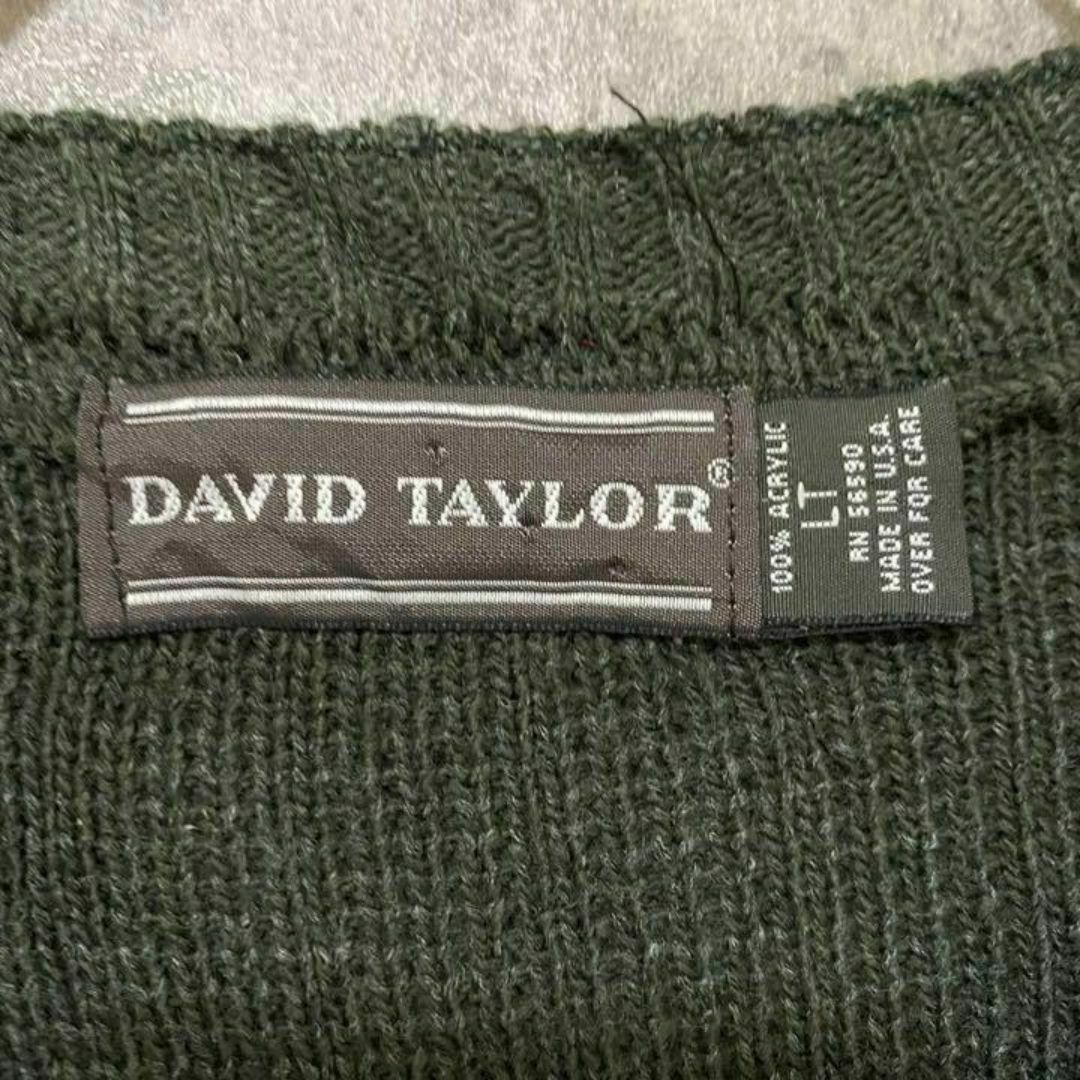 DAVID TAYLOR®
100% ACRYLIC
LT
RN 56590
MADE IN U.S.A.
OVER FOR CARE